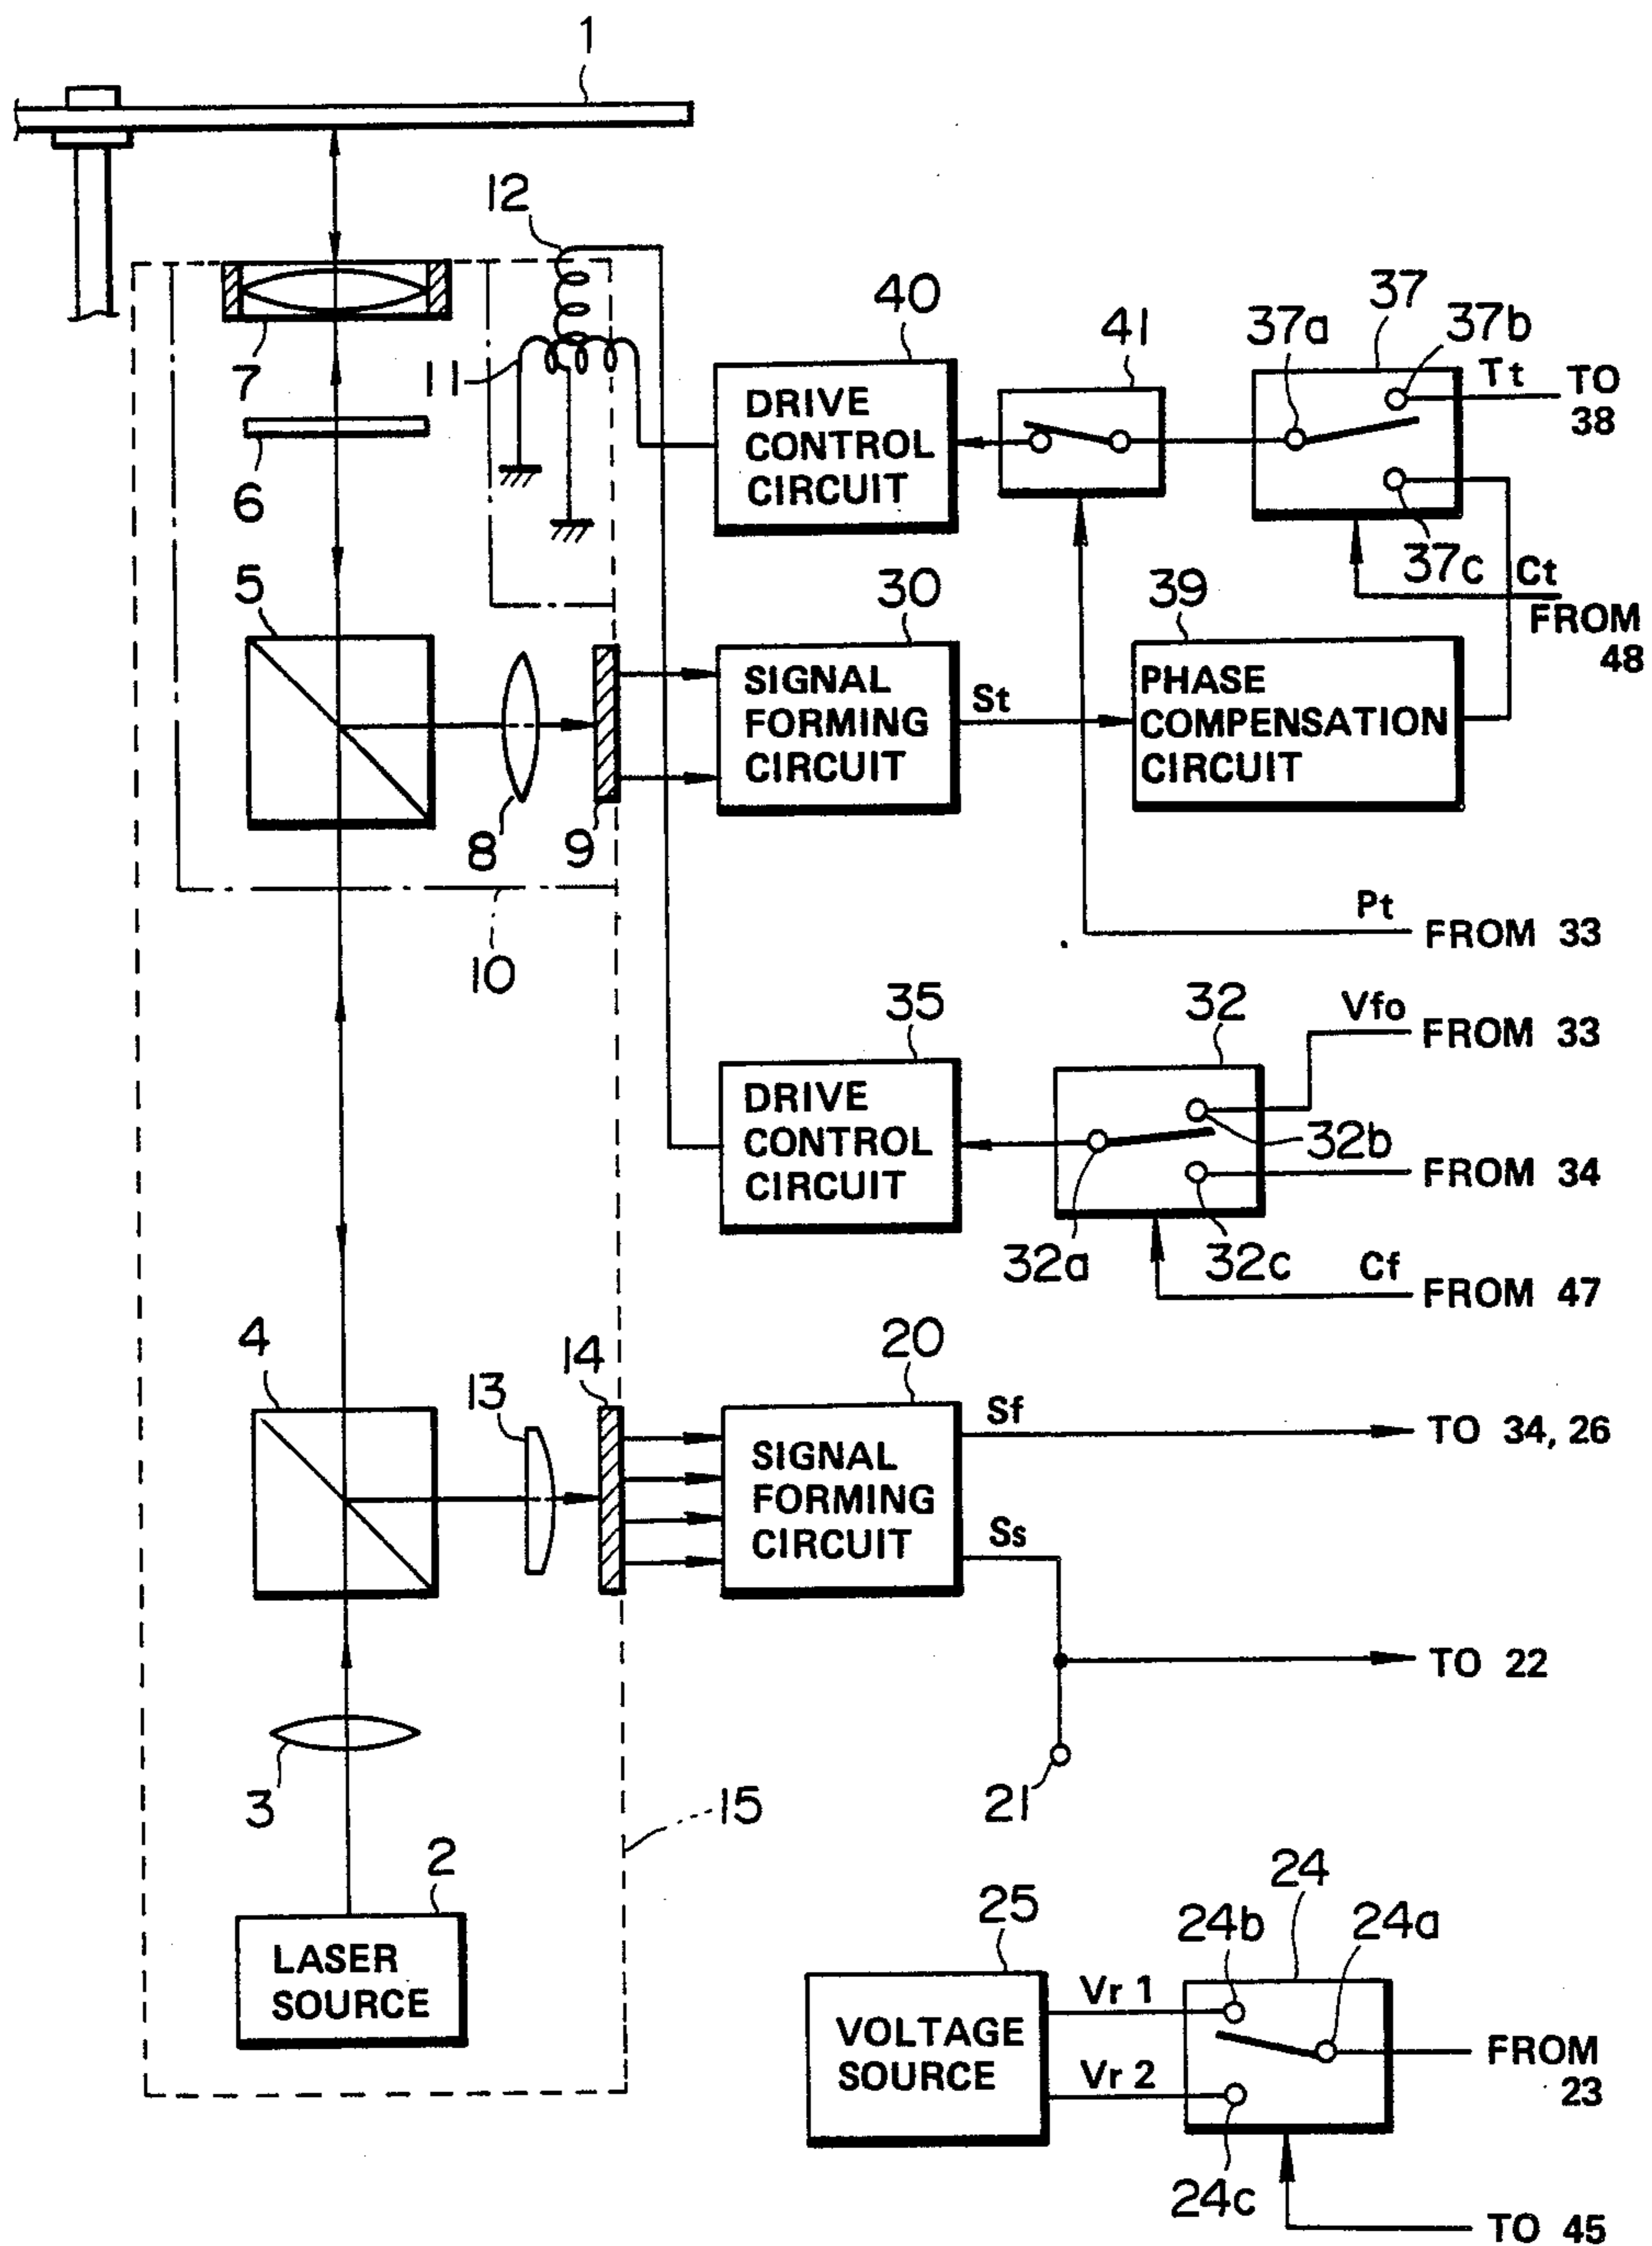 1
12
40
41
37
37a
37b
Tt
TO
38
7
11
DRIVE
CONTROL
CIRCUIT
6
37c
Ct
FROM
48
5
30
39
SIGNAL
FORMING
CIRCUIT
St
PHASE
COMPENSATION
CIRCUIT
8
9
10
Pt
FROM 33
35
32
Vfo
FROM 33
DRIVE
CONTROL
CIRCUIT
32b
FROM 34
32a
32c
Cf
FROM 47
4
13
14
20
Sf
TO 34, 26
SIGNAL
FORMING
CIRCUIT
Ss
TO 22
3
21
15
2
LASER
SOURCE
25
24
24b
24a
Vr 1
VOLTAGE
SOURCE
Vr 2
FROM
23
24c
TO 45